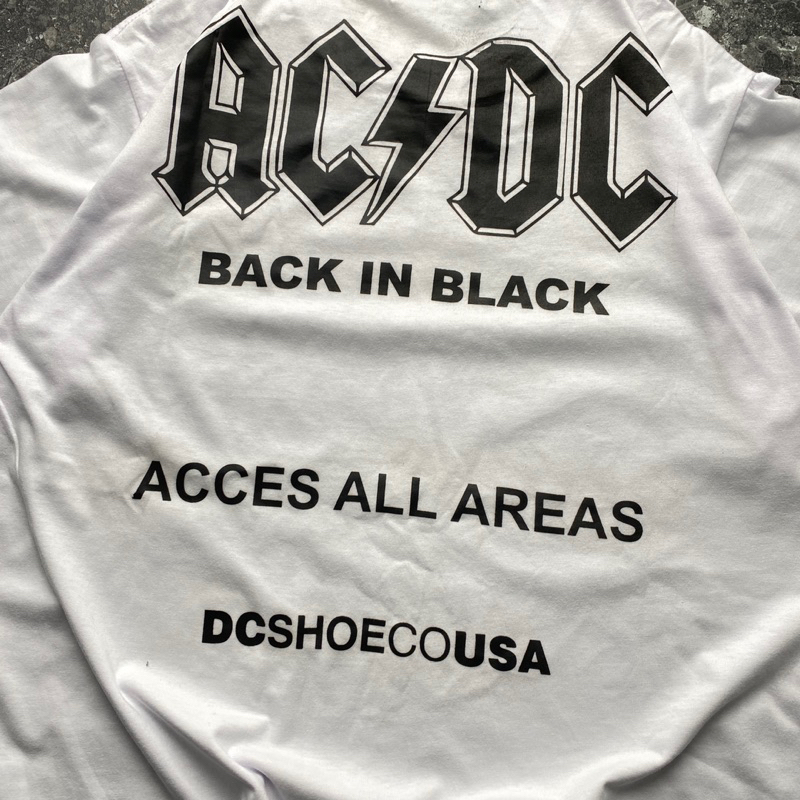 AC⚡DC
BACK IN BLACK
ACCES ALL AREAS
DCSHOECOUSA